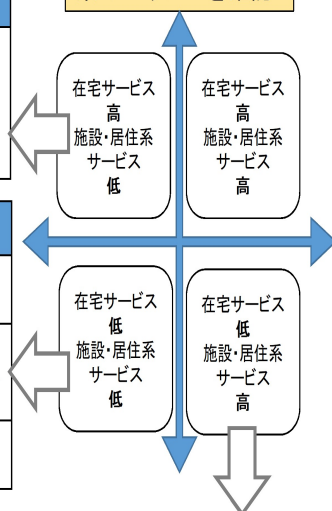 在宅サービス
高
施設・居住系
サービス
低
在宅サービス
高
施設・居住系
サービス
高
在宅サービス
低
施設・居住系
サービス
低
在宅サービス
低
施設・居住系
サービス
高